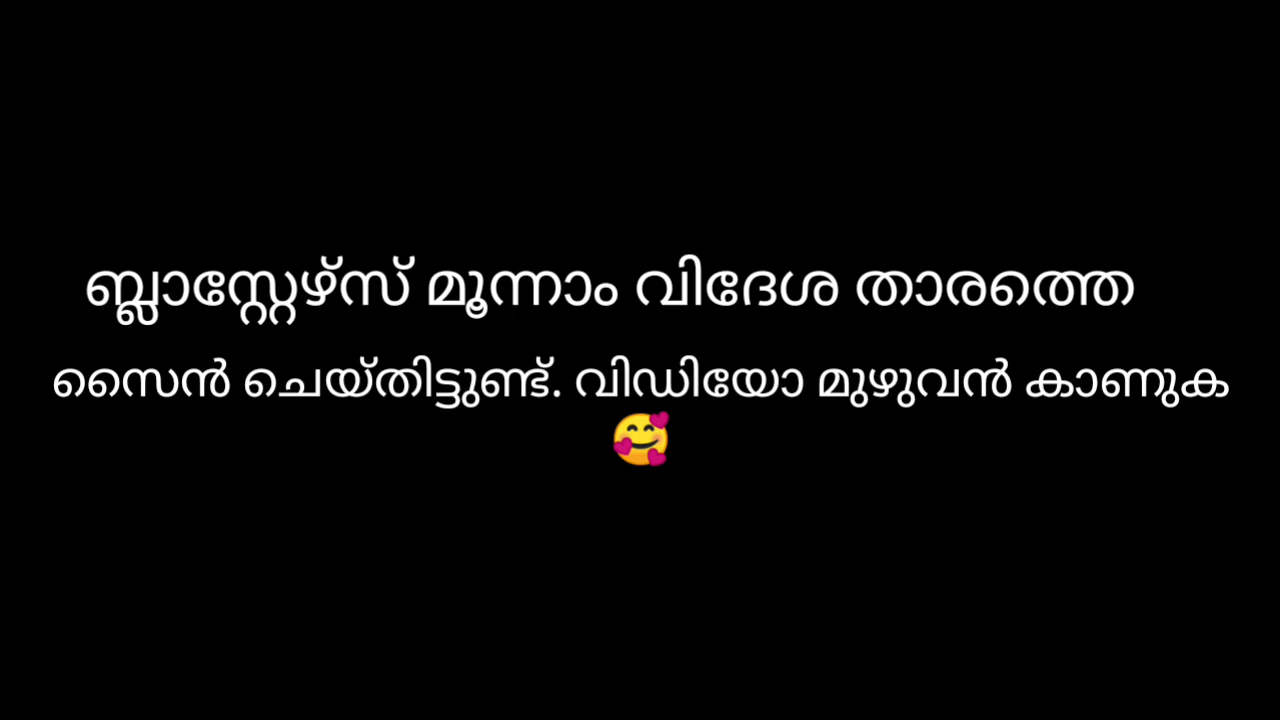 ബ്ലാസ്റ്റേഴ്സ് മൂന്നാം വിദേശ താരത്തെ
സൈൻ ചെയ്തിട്ടുണ്ട്. വിഡിയോ മുഴുവൻ കാണുക
🥰